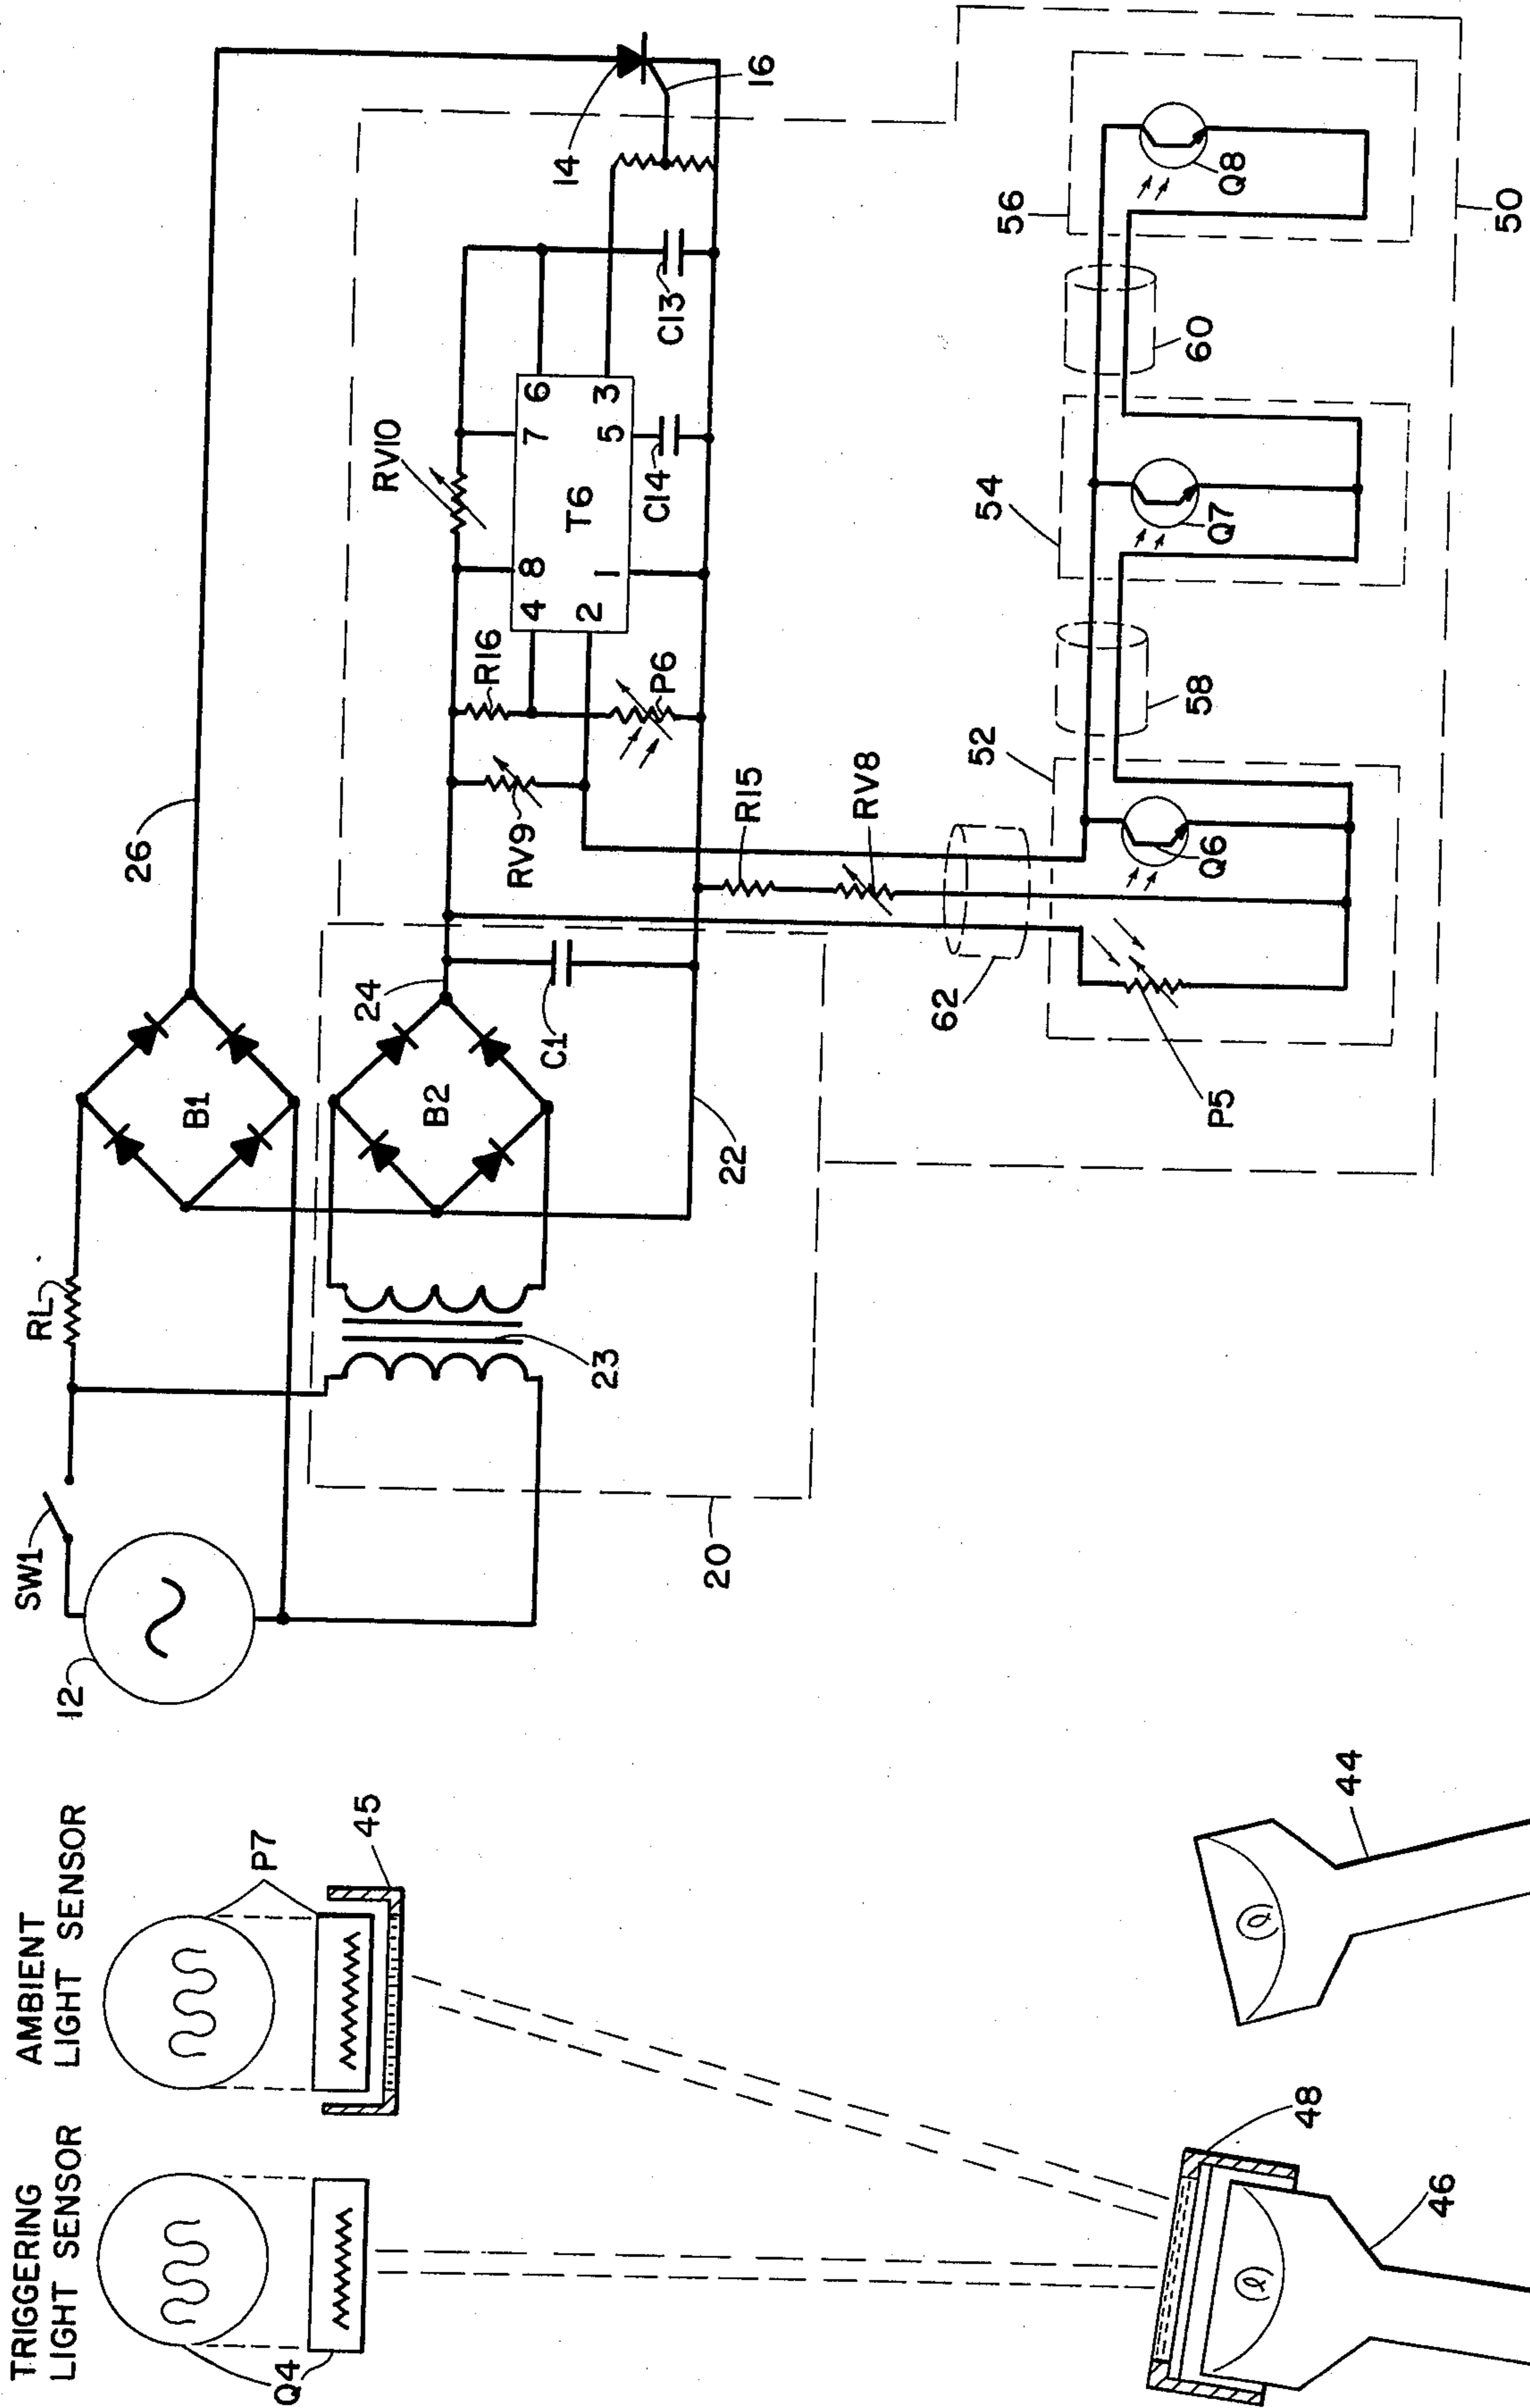 TRIGGERING
LIGHT SENSOR
AMBIENT
LIGHT SENSOR
Q4
P7
45
48
46
44
12
SW1
RL
B1
26
23
20
B2
24
C1
22
RV9
R16
P6
4
8
7
6
2
1
5
3
T6
RV10
C14
C13
14
16
R15
RV8
62
52
P5
Q6
58
54
Q7
60
56
Q8
50